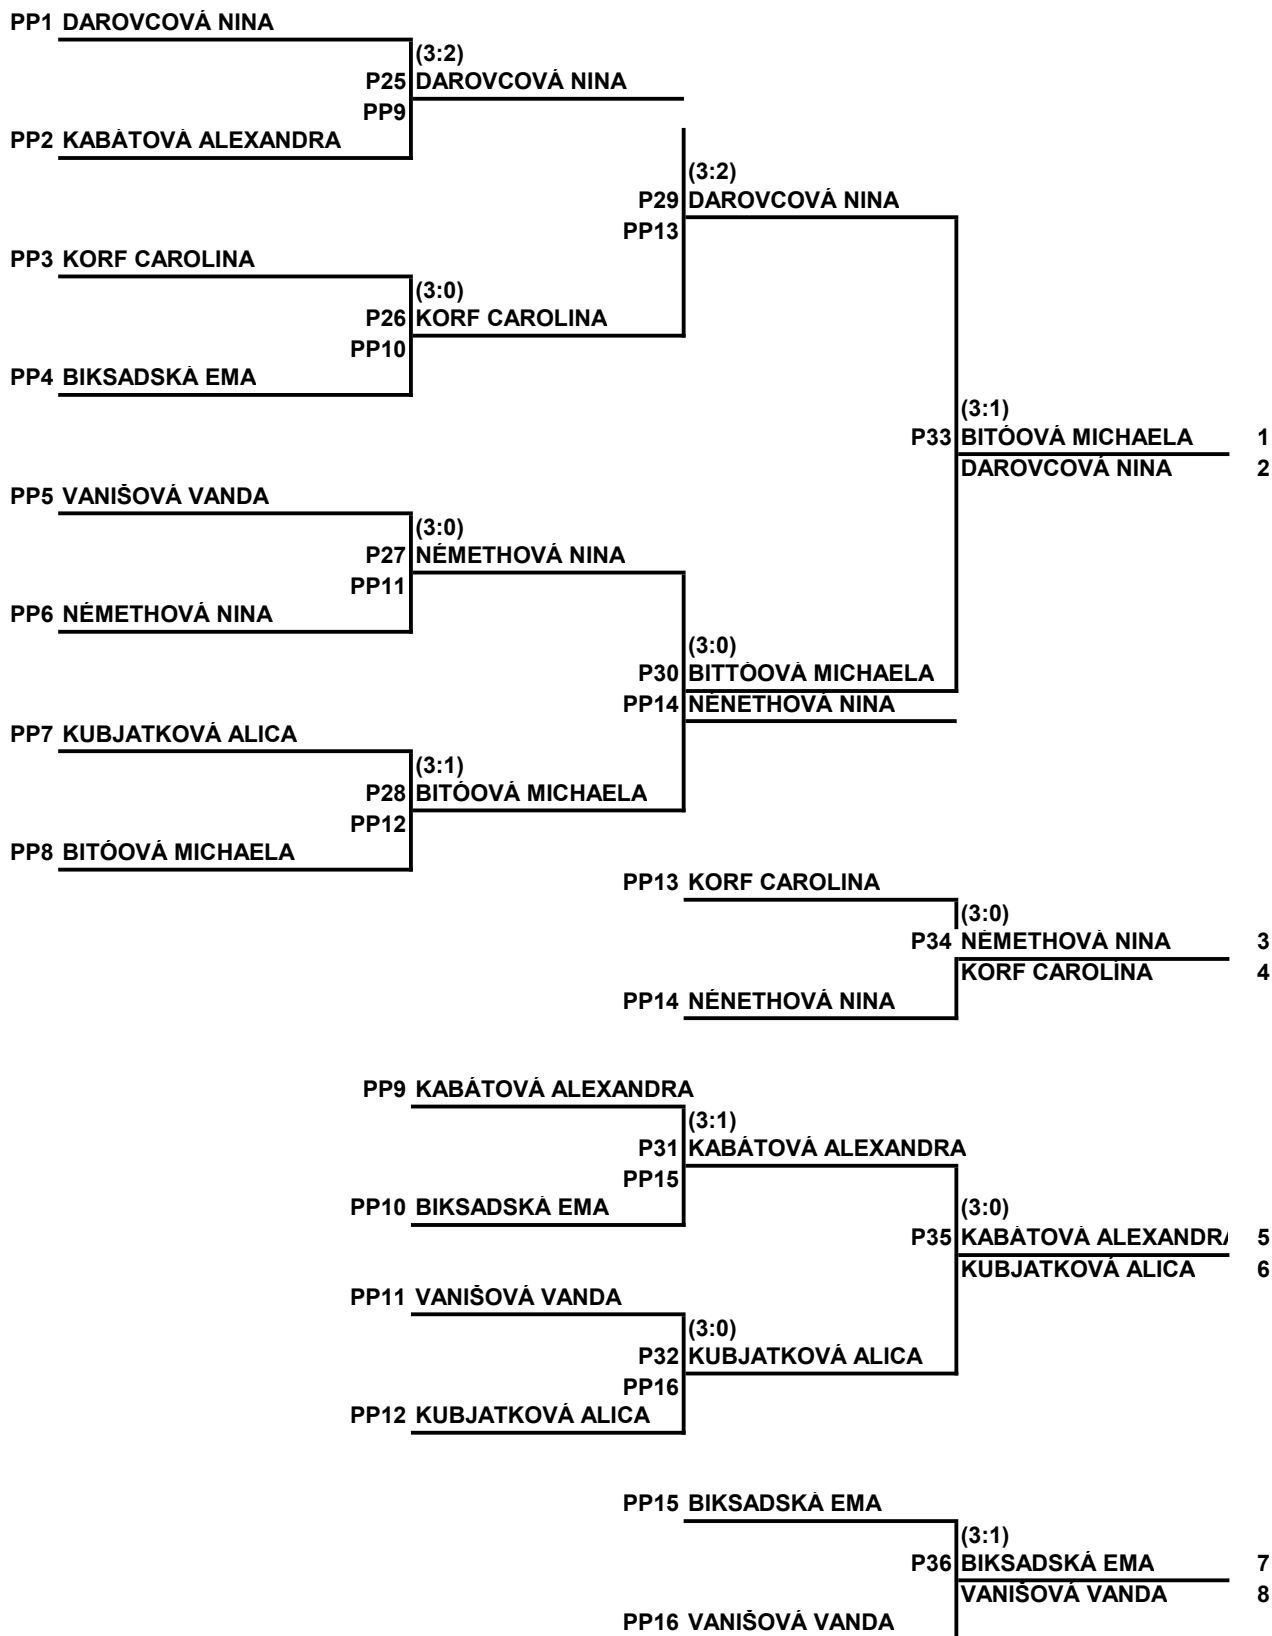 PP1 DAROVCOVÁ NINA
(3:2)
P25 DAROVCOVÁ NINA
PP9
PP2 KABÁTOVÁ ALEXANDRA
(3:2)
P29 DAROVCOVÁ NINA
PP13
PP3 KORF CAROLINA
(3:0)
P26 KORF CAROLINA
PP10
PP4 BIKSADSKÁ EMA
(3:1)
P33 BITÓOVÁ MICHAELA 1
DAROVCOVÁ NINA 2
PP5 VANIŠOVÁ VANDA
(3:0)
P27 NÉMETHOVÁ NINA
PP11
PP6 NÉMETHOVÁ NINA
(3:0)
P30 BITTÓOVÁ MICHAELA
PP14 NÉNETHOVÁ NINA
PP7 KUBJATKOVÁ ALICA
(3:1)
P28 BITÓOVÁ MICHAELA
PP12
PP8 BITÓOVÁ MICHAELA
PP13 KORF CAROLINA
(3:0)
P34 NÉMETHOVÁ NINA 3
KORF CAROLÍNA 4
PP14 NÉNETHOVÁ NINA
PP9 KABÁTOVÁ ALEXANDRA
(3:1)
P31 KABÁTOVÁ ALEXANDRA
PP15
PP10 BIKSADSKÁ EMA
(3:0)
P35 KABÁTOVÁ ALEXANDR 5
KUBJATKOVÁ ALICA 6
PP11 VANIŠOVÁ VANDA
(3:0)
P32 KUBJATKOVÁ ALICA
PP16
PP12 KUBJATKOVÁ ALICA
PP15 BIKSADSKÁ EMA
(3:1)
P36 BIKSADSKÁ EMA 7
VANIŠOVÁ VANDA 8
PP16 VANIŠOVÁ VANDA